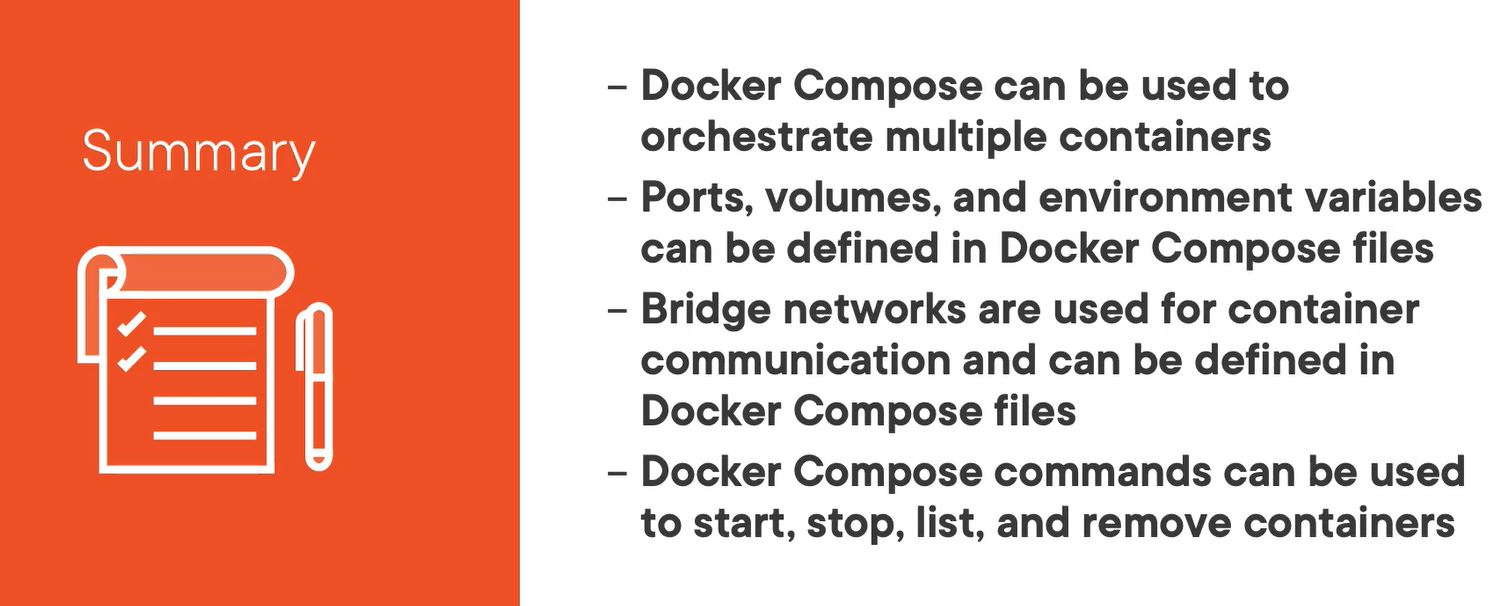 Summary
– Docker Compose can be used to
orchestrate multiple containers
– Ports, volumes, and environment variables
can be defined in Docker Compose files
– Bridge networks are used for container
communication and can be defined in
Docker Compose files
– Docker Compose commands can be used
to start, stop, list, and remove containers